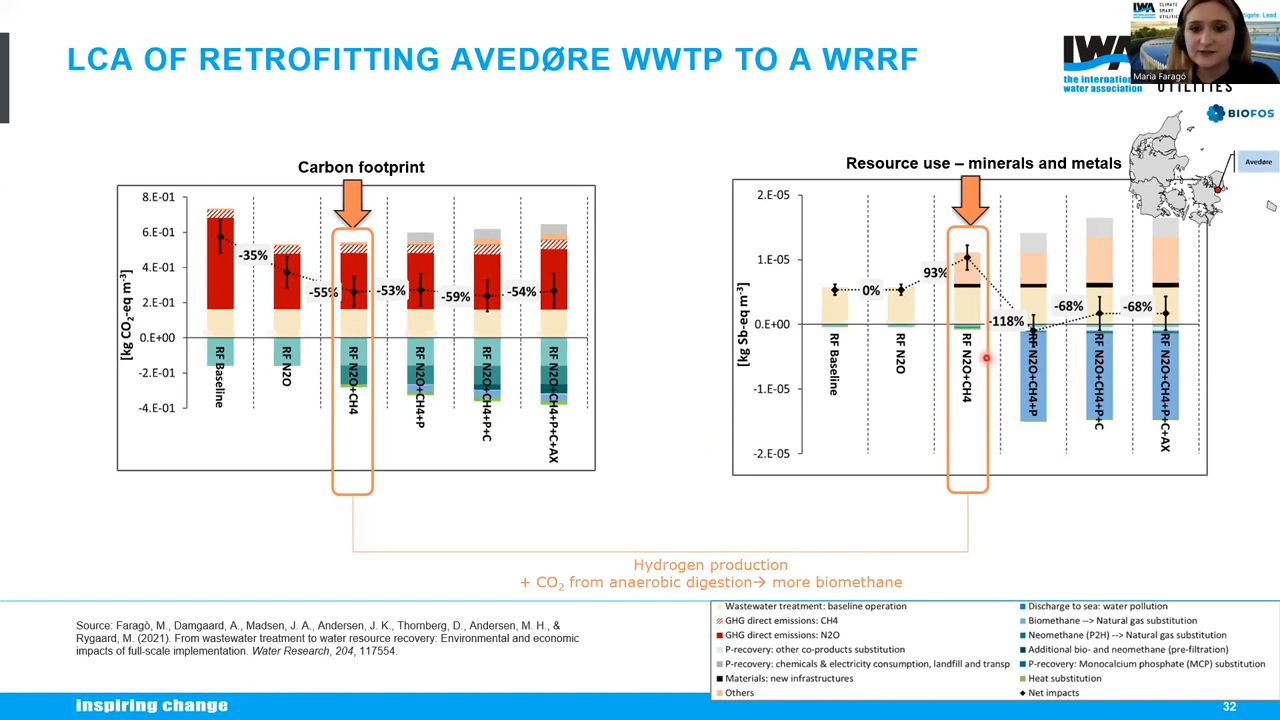 LCA OF RETROFITTING AVEDØRE WWTP TO A WRRF
IWA
the international
water association
IWA
CLIMATE
SMART
Maria Faragó
UTILITIES
BIOFOS
Avedøre
Carbon footprint
[kg CO2-eq m-3]
8.E-01
6.E-01
4.E-01
2.E-01
0.E+00
-2.E-01
-4.E-01
-35%
-55%
-53%
-59%
-54%
RF Baseline
RF N2O
RF N2O+CH4
RF N2O+CH4+P
RF N2O+CH4+P+C
RF N2O+CH4+P+C+AX
Resource use – minerals and metals
[kg Sb-eq m-3]
2.E-05
1.E-05
0.E+00
-1.E-05
-2.E-05
0%
93%
-118%
-68%
-68%
RF Baseline
RF N2O
RF N2O+CH4
RF N2O+CH4+P
RF N2O+CH4+P+C
RF N2O+CH4+P+C+AX
Hydrogen production
+ CO2 from anaerobic digestion→ more biomethane
Source: Faragò, M., Damgaard, A., Madsen, J. A., Andersen, J. K., Thornberg, D., Andersen, M. H., &
Rygaard, M. (2021). From wastewater treatment to water resource recovery: Environmental and economic
impacts of full-scale implementation. Water Research, 204, 117554.
Wastewater treatment: baseline operation
GHG direct emissions: CH4
GHG direct emissions: N2O
P-recovery: other co-products substitution
P-recovery: chemicals & electricity consumption, landfill and transp
Materials: new infrastructures
Others
Discharge to sea: water pollution
Biomethane --> Natural gas substitution
Neomethane (P2H) --> Natural gas substitution
Additional bio- and neomethane (pre-filtration)
P-recovery: Monocalcium phosphate (MCP) substitution
Heat substitution
Net impacts
inspiring change
32